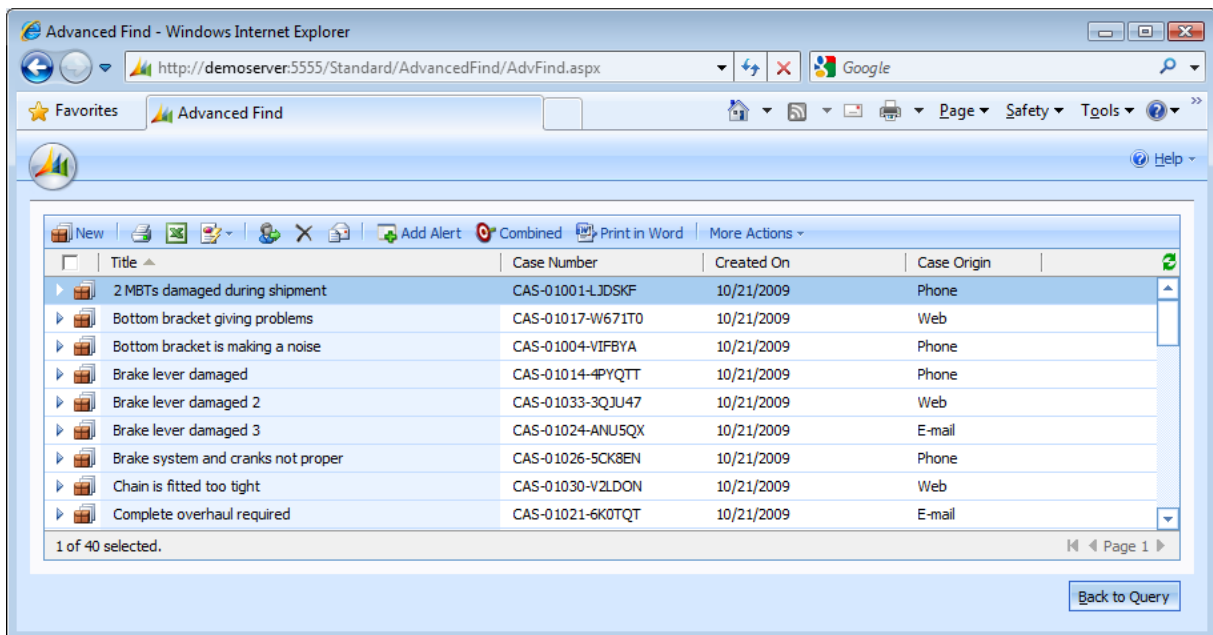 Advanced Find - Windows Internet Explorer
http://demoserver:5555/Standard/AdvancedFind/AdvFind.aspx Google
Favorites Advanced Find Page Safety Tools »
Help
New Add Alert Combined Print in Word More Actions
Title Case Number Created On Case Origin
2 MBTs damaged during shipment CAS-01001-LJDSKF 10/21/2009 Phone
Bottom bracket giving problems CAS-01017-W671T0 10/21/2009 Web
Bottom bracket is making a noise CAS-01004-VIFBYA 10/21/2009 Phone
Brake lever damaged CAS-01014-4PYQTT 10/21/2009 Phone
Brake lever damaged 2 CAS-01033-3QJU47 10/21/2009 Web
Brake lever damaged 3 CAS-01024-ANU5QX 10/21/2009 E-mail
Brake system and cranks not proper CAS-01026-5CK8EN 10/21/2009 Phone
Chain is fitted too tight CAS-01030-V2LDON 10/21/2009 Web
Complete overhaul required CAS-01021-6K0TQT 10/21/2009 E-mail
1 of 40 selected. Page 1
Back to Query